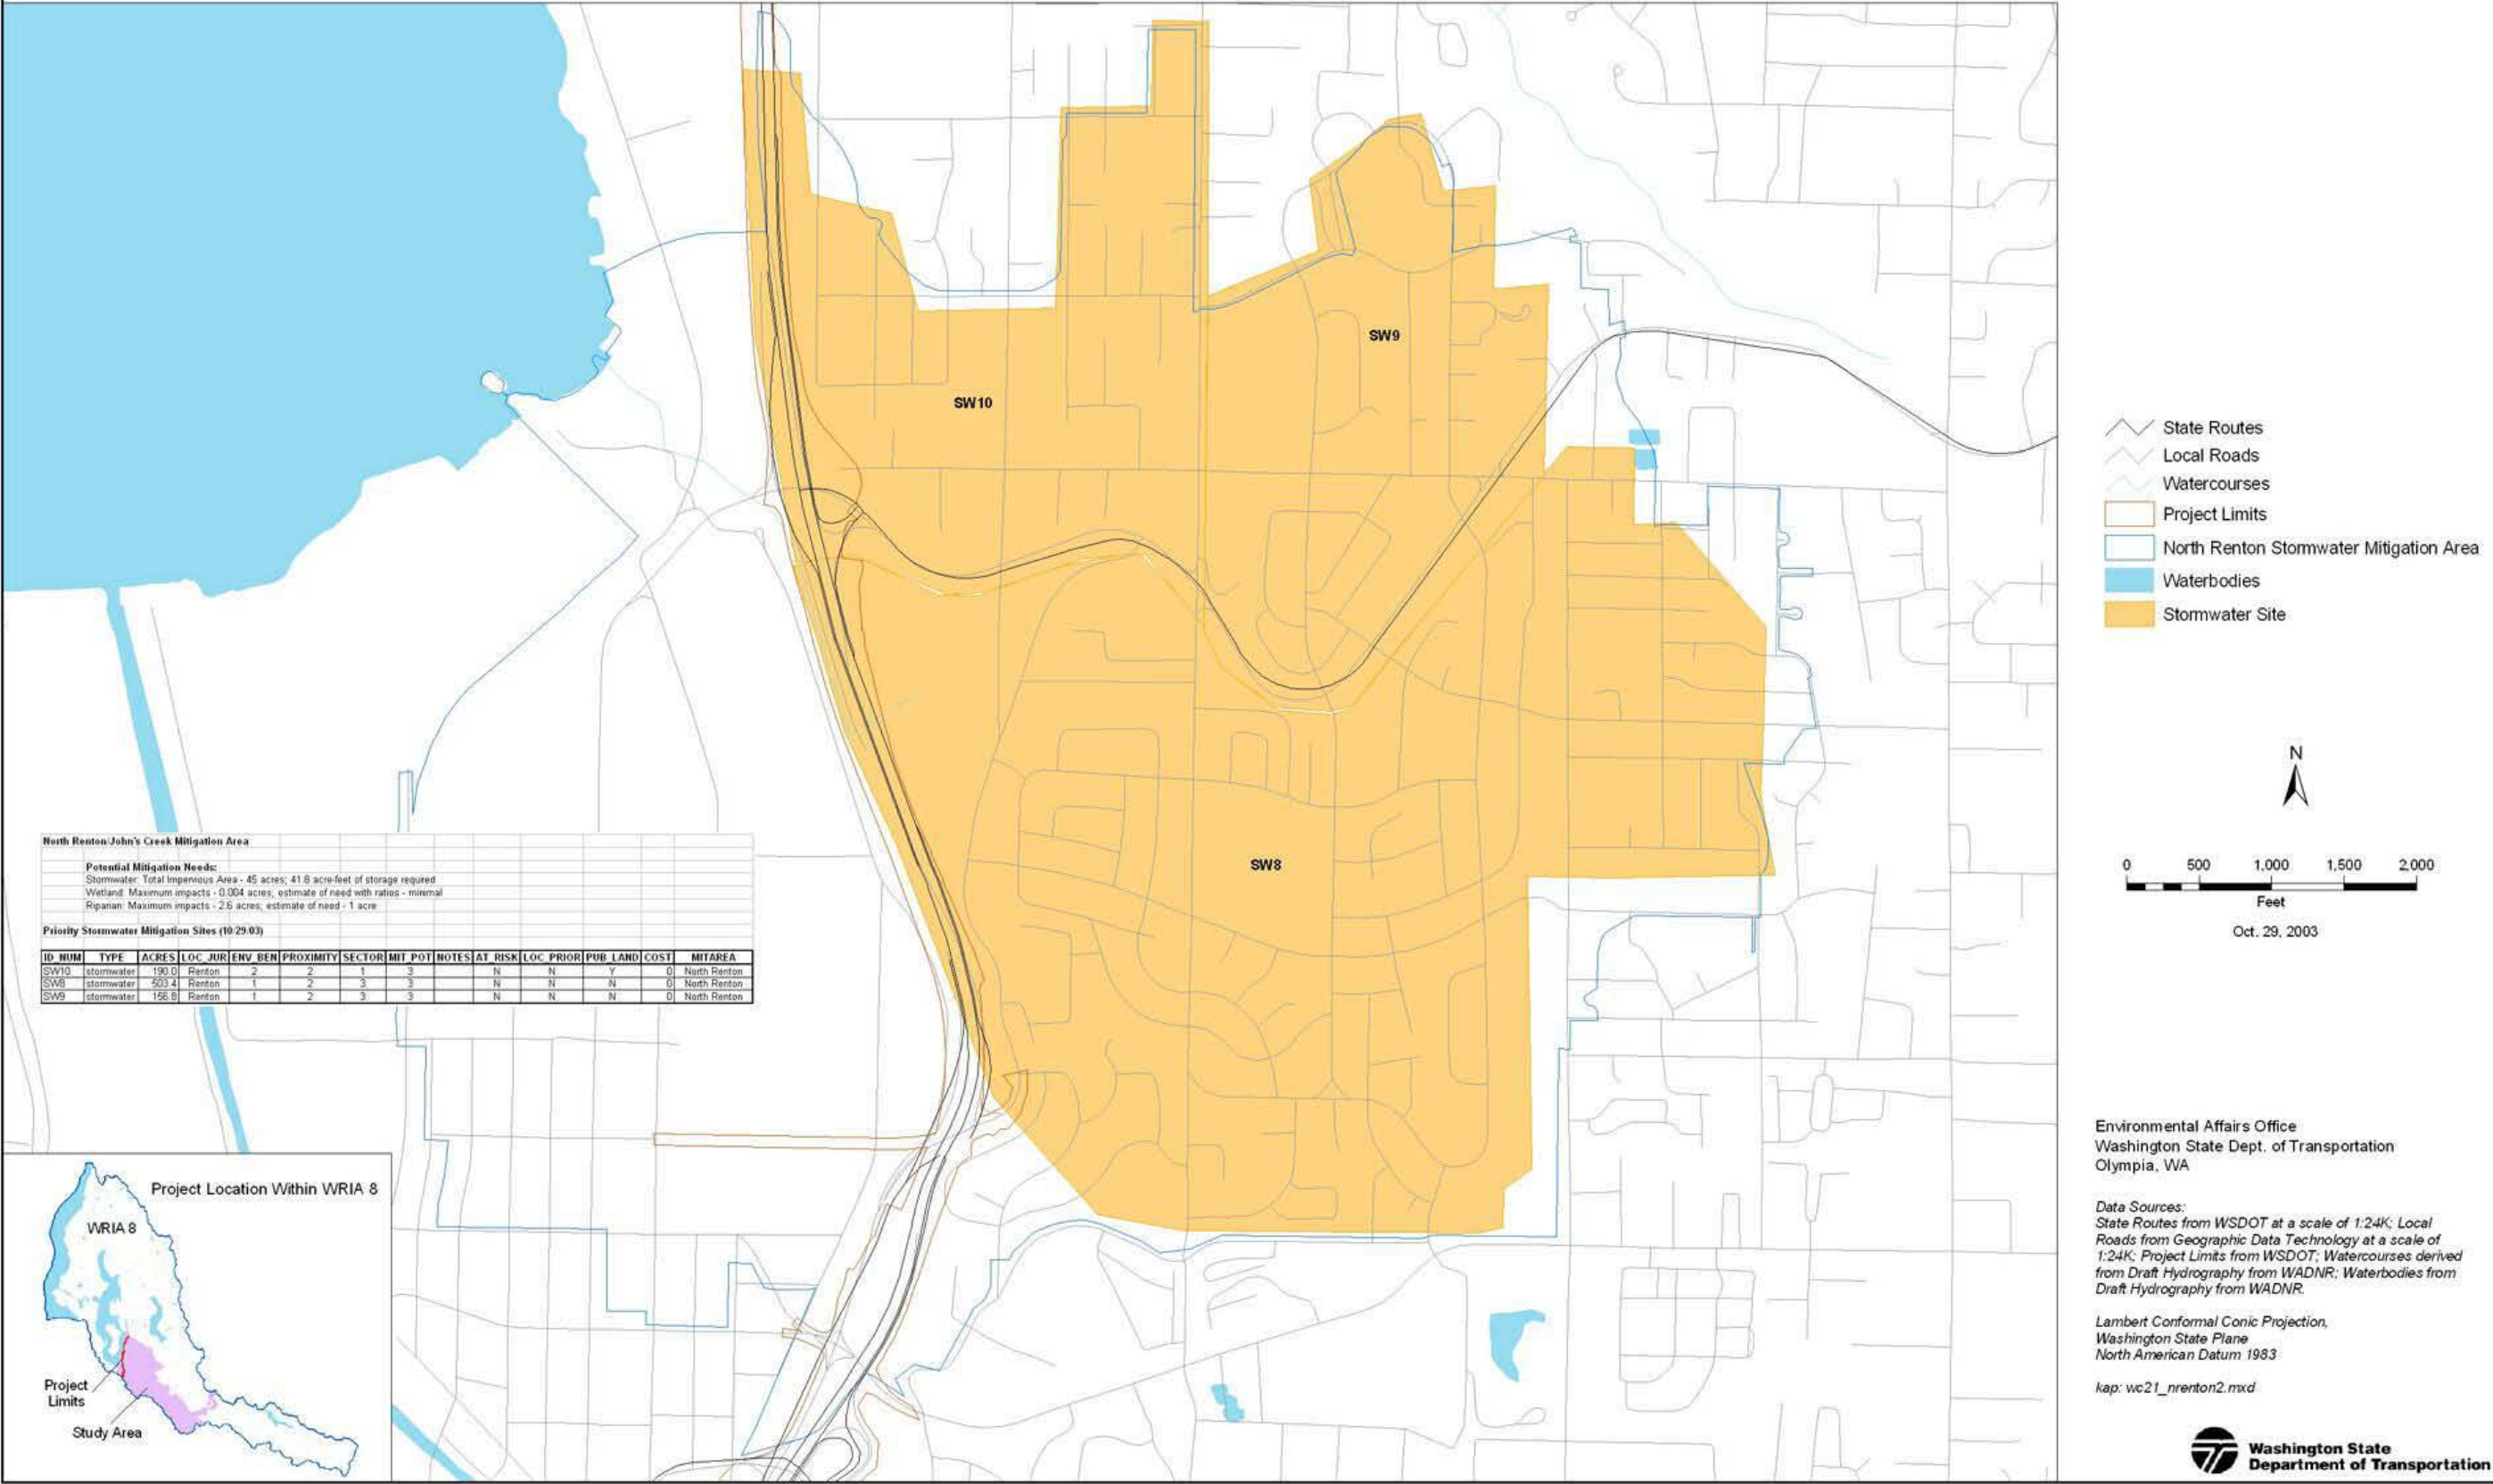 SW9
SW10
SW8
North Renton/John's Creek Mitigation Area
Potential Mitigation Needs:
Stormwater: Total Impervious Area - 45 acres; 41.8 acre-feet of storage required
Wetland: Maximum impacts - 0.004 acres; estimate of need with ratios - minimal
Riparian: Maximum impacts - 2.6 acres; estimate of need - 1 acre
Priority Stormwater Mitigation Sites (10/29/03)
ID_NUM TYPE ACRES LOC_JUR ENV_BEN PROXIMITY SECTOR MIT_POT NOTES AT_RISK LOC_PRIOR PUB_LAND COST MITAREA
SW10 stormwater 190.0 Renton 2 2 1 3 N N Y 0 North Renton
SW8 stormwater 503.4 Renton 1 2 3 3 N N N 0 North Renton
SW9 stormwater 156.8 Renton 1 2 3 3 N N N 0 North Renton
Project Location Within WRIA 8
WRIA 8
Project
Limits
Study Area
State Routes
Local Roads
Watercourses
Project Limits
North Renton Stormwater Mitigation Area
Waterbodies
Stormwater Site
N
0 500 1,000 1,500 2,000
Feet
Oct. 29, 2003
Environmental Affairs Office
Washington State Dept. of Transportation
Olympia, WA
Data Sources:
State Routes from WSDOT at a scale of 1:24K; Local
Roads from Geographic Data Technology at a scale of
1:24K; Project Limits from WSDOT; Watercourses derived
from Draft Hydrography from WADNR; Waterbodies from
Draft Hydrography from WADNR.
Lambert Conformal Conic Projection,
Washington State Plane
North American Datum 1983
kap: wc21_nrenton2.mxd
Washington State
Department of Transportation